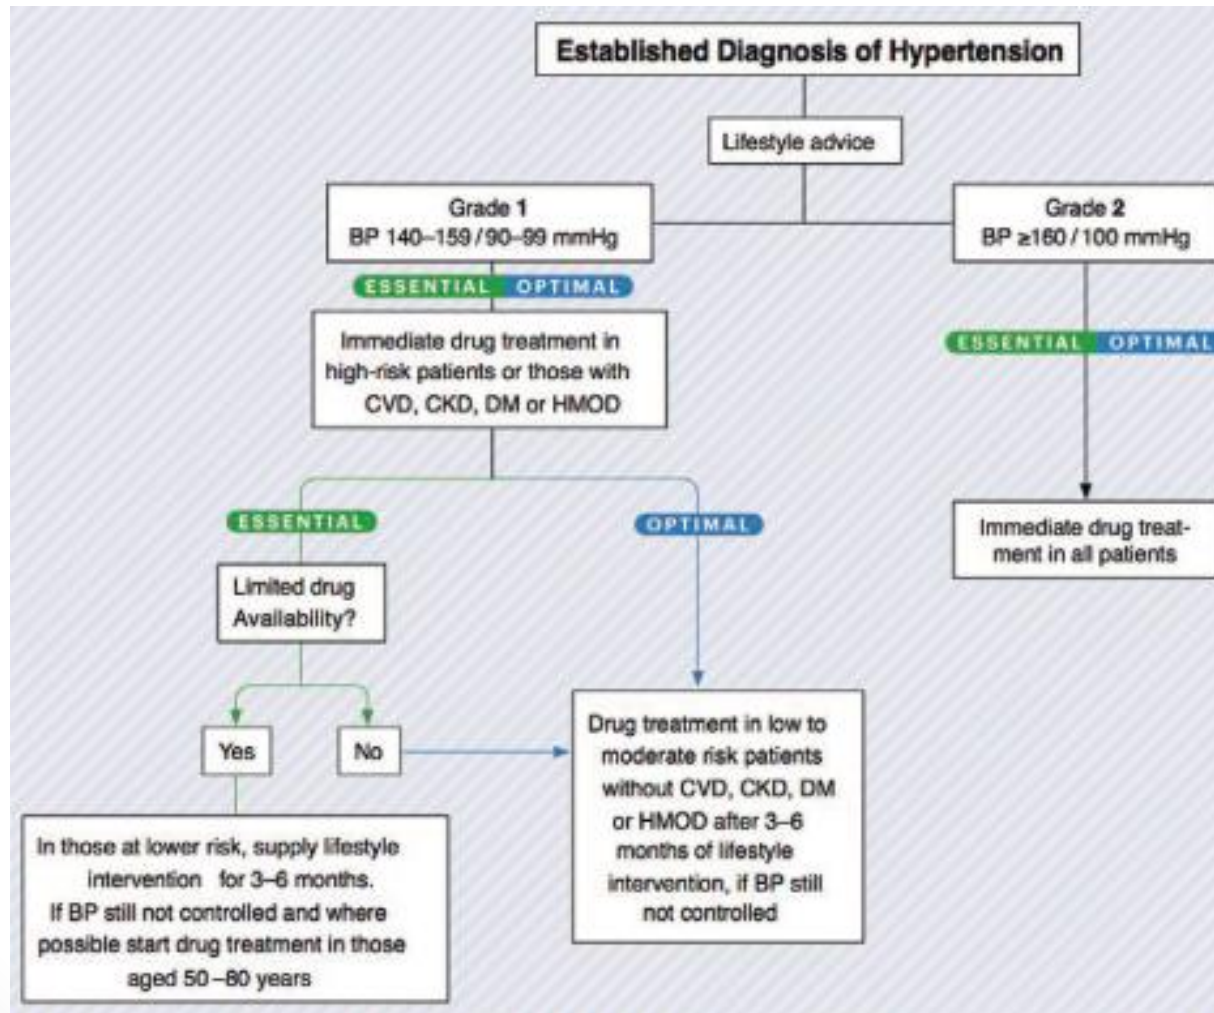 Established Diagnosis of Hypertension
Lifestyle advice
Grade 1
BP 140–159/90–99 mmHg
Grade 2
BP ≥160/100 mmHg
ESSENTIAL OPTIMAL
Immediate drug treatment in
high-risk patients or those with
CVD, CKD, DM or HMOD
ESSENTIAL OPTIMAL
Immediate drug treat-
ment in all patients
ESSENTIAL
OPTIMAL
Limited drug
Availability?
Yes
No
In those at lower risk, supply lifestyle
intervention for 3–6 months.
If BP still not controlled and where
possible start drug treatment in those
aged 50–80 years
Drug treatment in low to
moderate risk patients
without CVD, CKD, DM
or HMOD after 3–6
months of lifestyle
intervention, if BP still
not controlled